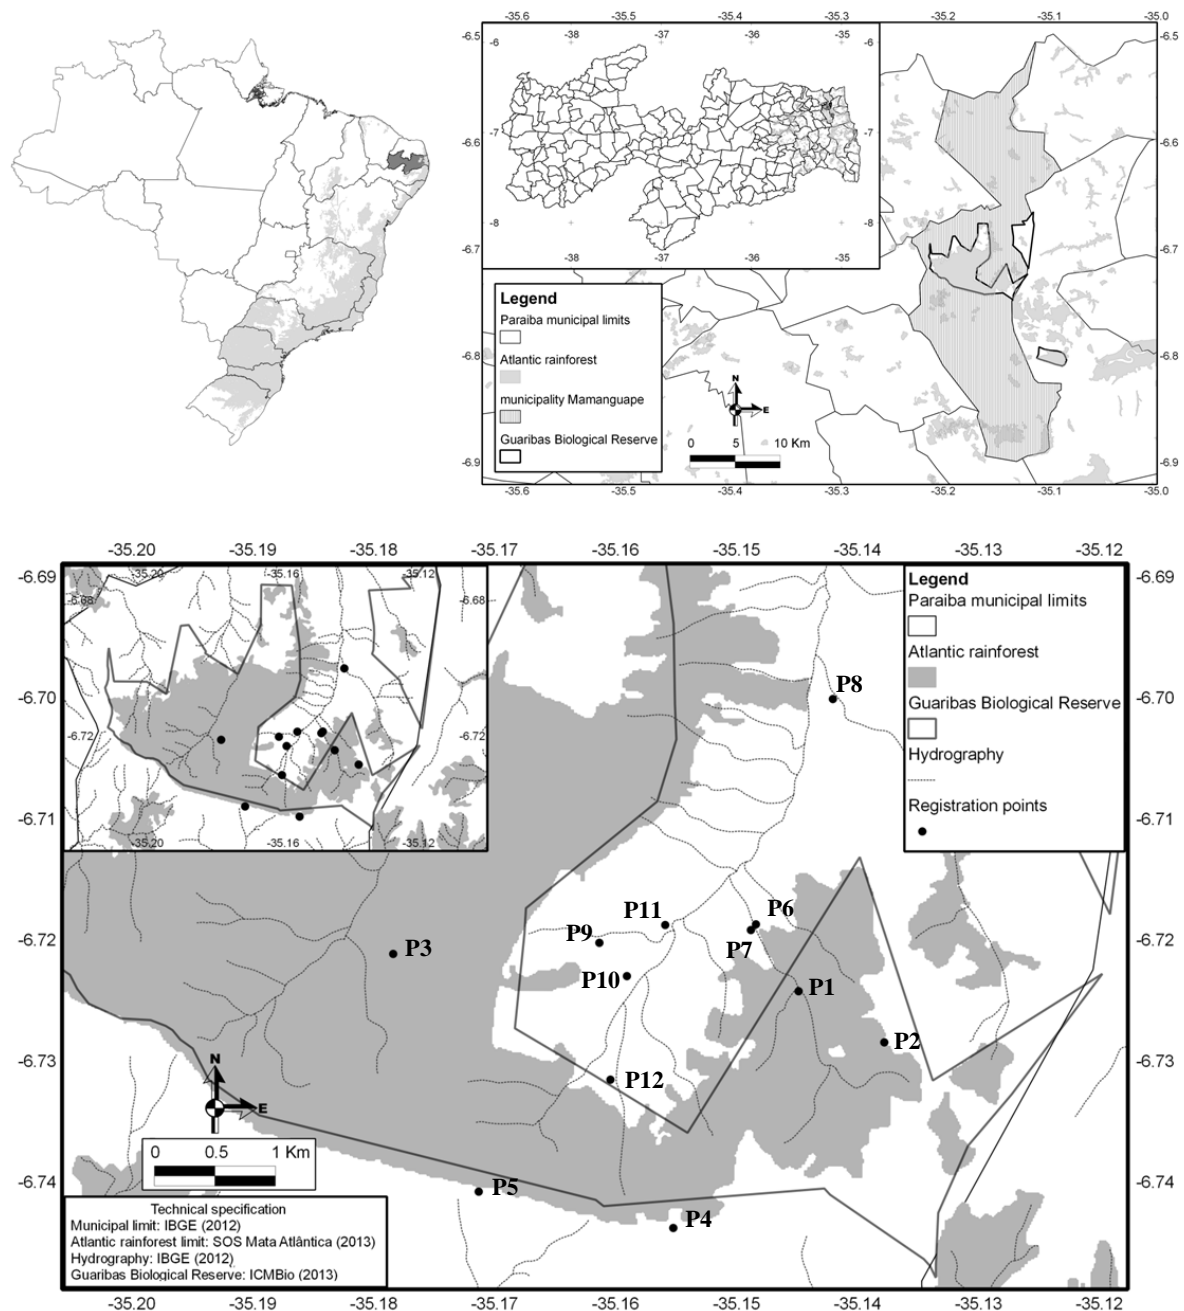 -35.6 -35.5 -35.4 -35.3 -35.2 -35.1 -35.0
-6.5 -6.5
-38 -37 -36 -35
-6 -6
-7 -7
-8 -8
-38 -37 -36 -35
-6.6 -6.6
-6.7 -6.7
-6.8 -6.8
-6.9 -6.9
Legend
Paraiba municipal limits
Atlantic rainforest
municipality Mamanguape
Guaribas Biological Reserve
N
E
0 5 10 Km
-35.6 -35.5 -35.4 -35.3 -35.2 -35.1 -35.0
-35.20 -35.19 -35.18 -35.17 -35.16 -35.15 -35.14 -35.13 -35.12
-6.69 -6.69
-35.20 -35.16 -35.12
-6.68 -6.68
-6.72 -6.72
-35.20 -35.16 -35.12
Legend
Paraiba municipal limits
Atlantic rainforest
Guaribas Biological Reserve
Hydrography
Registration points
-6.70 -6.70
P8
-6.71 -6.71
P11
P6
P9
-6.72 -6.72
P3
P7
P10
P1
P2
-6.73 -6.73
P12
N
E
0 0.5 1 Km
-6.74 -6.74
P5
P4
Technical specification
Municipal limit: IBGE (2012)
Atlantic rainforest limit: SOS Mata Atlântica (2013)
Hydrography: IBGE (2012)
Guaribas Biological Reserve: ICMBio (2013)
-35.20 -35.19 -35.18 -35.17 -35.16 -35.15 -35.14 -35.13 -35.12